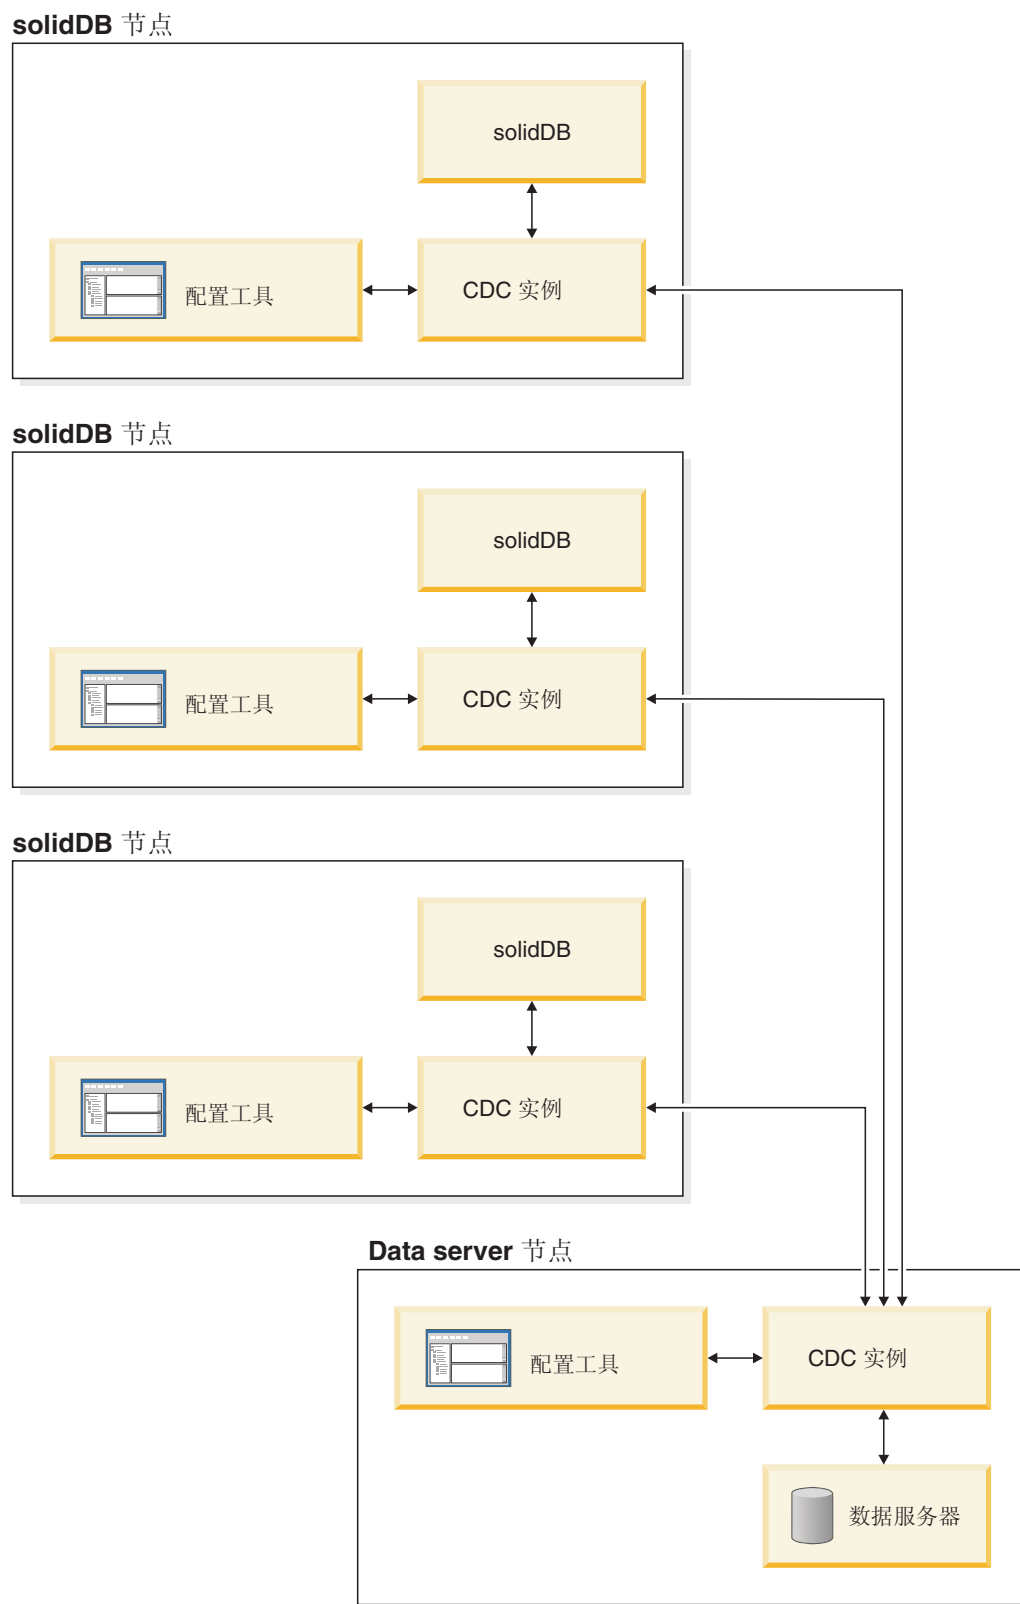 solidDB 节点
solidDB
配置工具
CDC 实例
solidDB 节点
solidDB
配置工具
CDC 实例
solidDB 节点
solidDB
配置工具
CDC 实例
Data server 节点
配置工具
CDC 实例
数据服务器